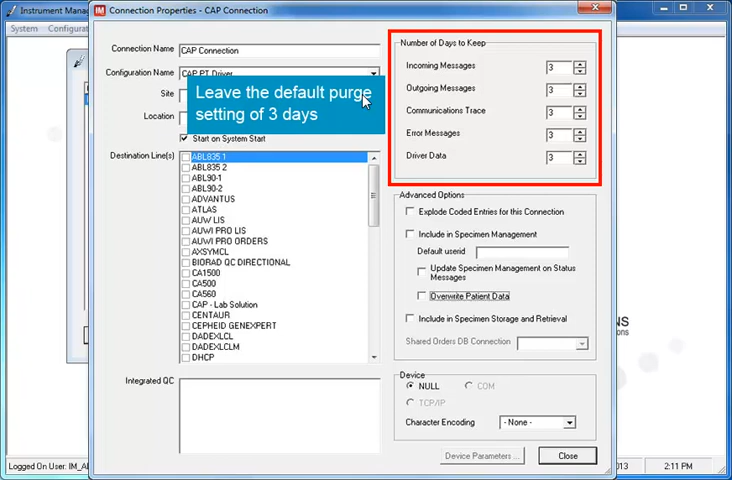 Instrument Man
System
Configurat
Connection Properties - CAP Connection
Connection Name
CAP Connection
Configuration Name
CAP PT Driver
Site
Location
Leave the default purge
setting of 3 days
Start on System Start
Destination Line(s)
ABL835 1
ABL835 2
ABL90-1
ABL90-2
ADVANTUS
ATLAS
AUW LIS
AUWI PRO LIS
AUWI PRO ORDERS
AXSYMCL
BIORAD QC DIRECTIONAL
CA1500
CA500
CA560
CAP - Lab Solution
CENTAUR
CEPHEID GENEXPERT
DADEXLCL
DADEXLCLM
DHCP
Integrated QC
Number of Days to Keep
Incoming Messages 3
Outgoing Messages 3
Communications Trace 3
Error Messages 3
Driver Data 3
Advanced Options
Explode Coded Entries for this Connection
Include in Specimen Management
Default userid
Update Specimen Management on Status
Messages
Overwrite Patient Data
Include in Specimen Storage and Retrieval
Shared Orders DB Connection
Device
NULL
COM
TCP/IP
Character Encoding
- None -
Device Parameters ...
Close
NS
utions
Logged On User: IM_A
013
2:11 PM